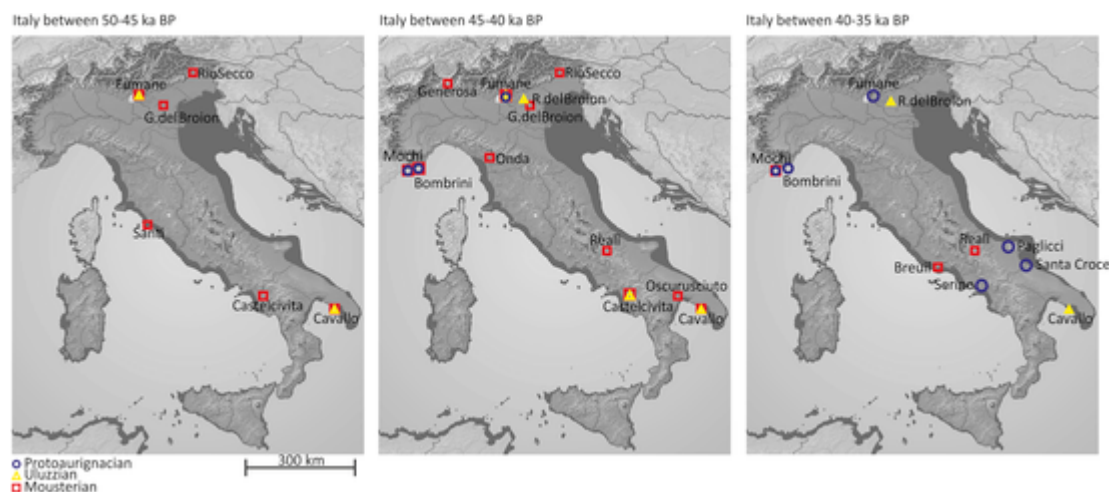 Italy between 50-45 ka BP
RioSecco
Fumane
G.delBroion
Santi
Castelcivita
Cavallo
Italy between 45-40 ka BP
Generosa
Fumane
RioSecco
R.delBroion
G.delBroion
Mochi
Bombrini
Onda
Reali
Castelcivita
Oscurusciuto
Cavallo
Italy between 40-35 ka BP
Fumane
R.delBroion
Mochi
Bombrini
Reali
Paglicci
Breuil
Santa Croce
Serino
Cavallo
Protoaurignacian
Uluzzian
Mousterian
300 km